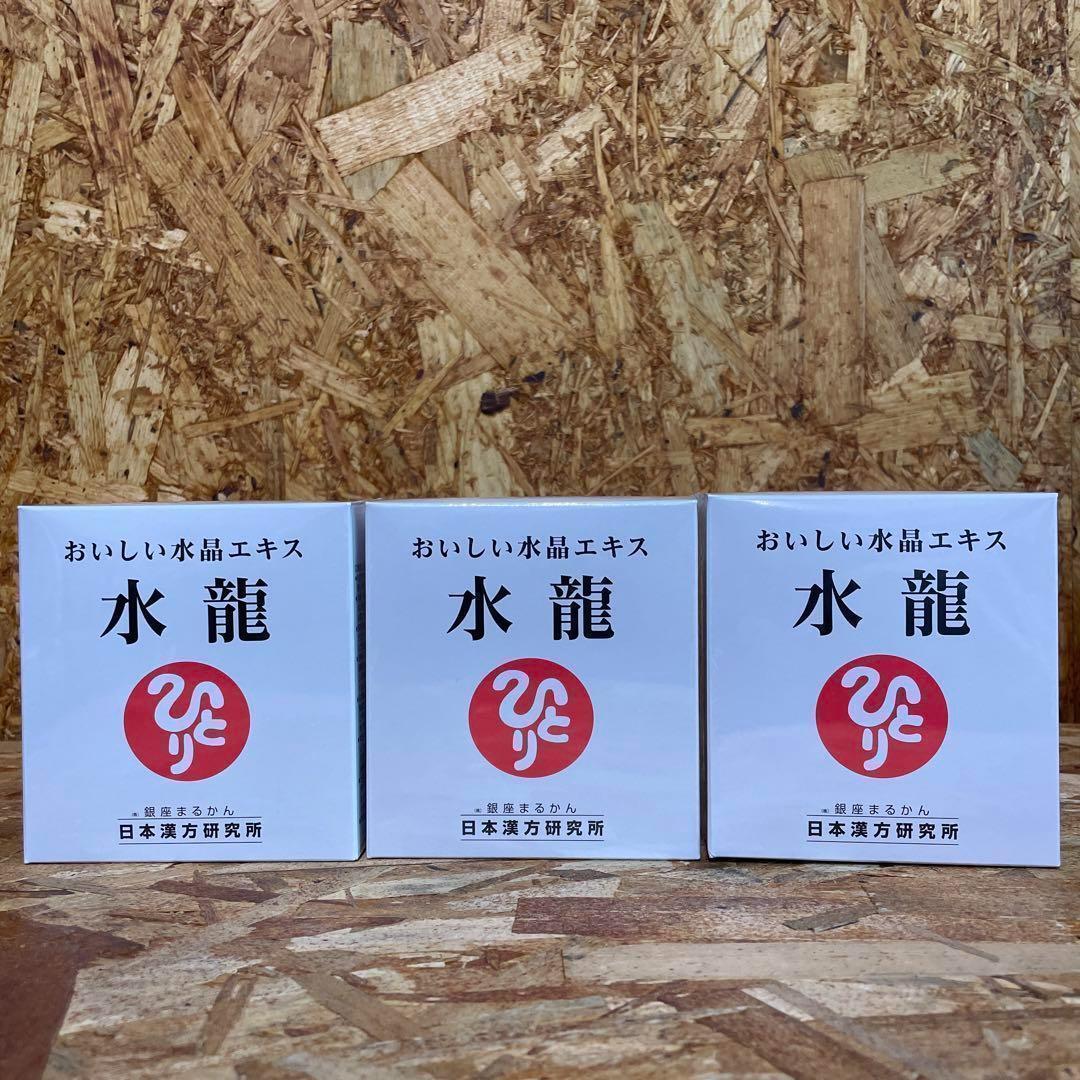 おいしい水晶エキス
水龍
ひとり
(株)銀座まるかん
日本漢方研究所
おいしい水晶エキス
水龍
ひとり
(株)銀座まるかん
日本漢方研究所
おいしい水晶エキス
水龍
ひとり
(株)銀座まるかん
日本漢方研究所